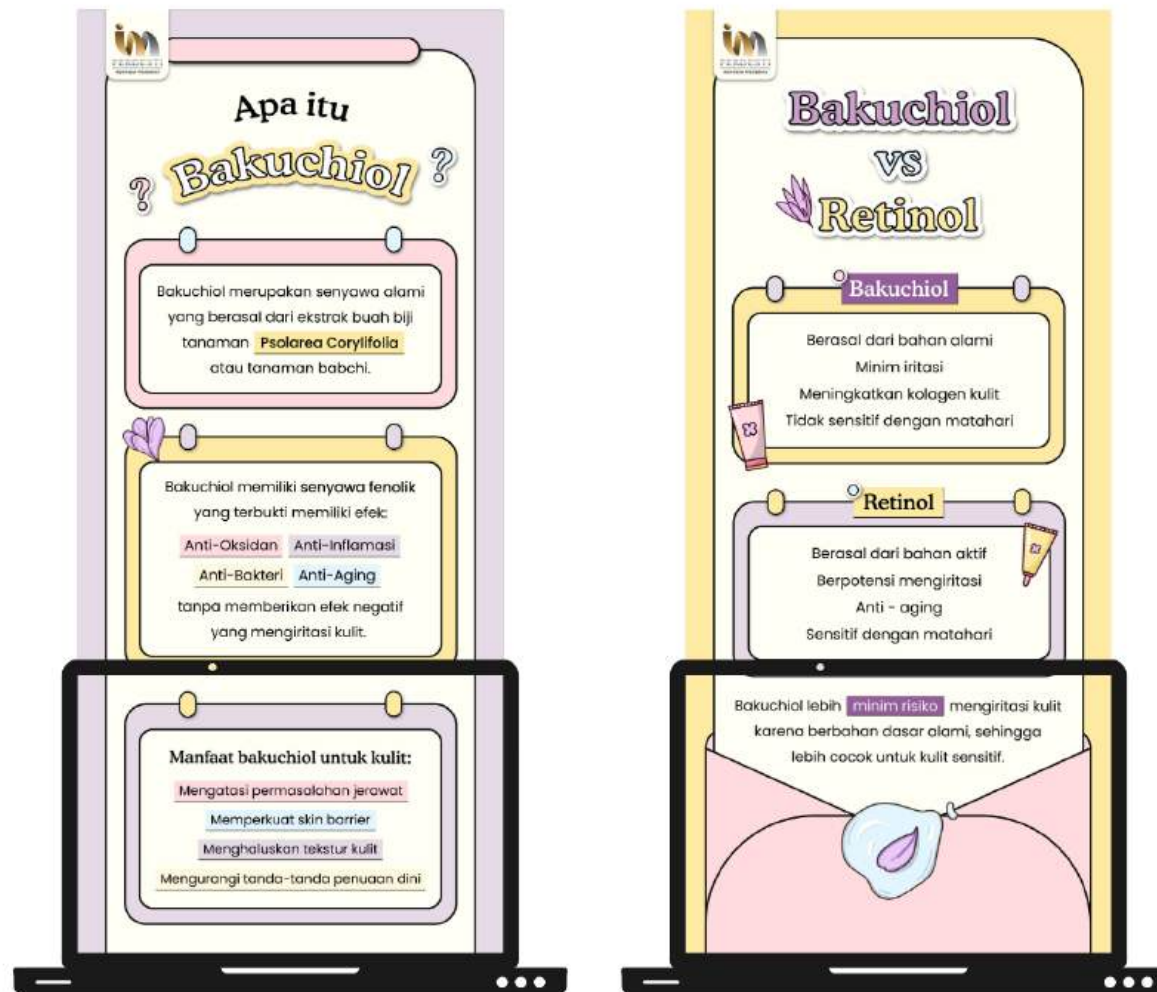 im
PERDESTI
Apa itu
? Bakuchiol ?
Bakuchiol merupakan senyawa alami
yang berasal dari ekstrak buah biji
tanaman Psolarea Corylifolia
atau tanaman babchi.
Bakuchiol memiliki senyawa fenolik
yang terbukti memiliki efek:
Anti-Oksidan Anti-Inflamasi
Anti-Bakteri Anti-Aging
tanpa memberikan efek negatif
yang mengiritasi kulit.
Manfaat bakuchiol untuk kulit:
Mengatasi permasalahan jerawat
Memperkuat skin barrier
Menghaluskan tekstur kulit
Mengurangi tanda-tanda penuaan dini
im
PERDESTI
Bakuchiol
vs
Retinol
Bakuchiol
Berasal dari bahan alami
Minim iritasi
Meningkatkan kolagen kulit
Tidak sensitif dengan matahari
Retinol
Berasal dari bahan aktif
Berpotensi mengiritasi
Anti - aging
Sensitif dengan matahari
Bakuchiol lebih minim risiko mengiritasi kulit
karena berbahan dasar alami, sehingga
lebih cocok untuk kulit sensitif.